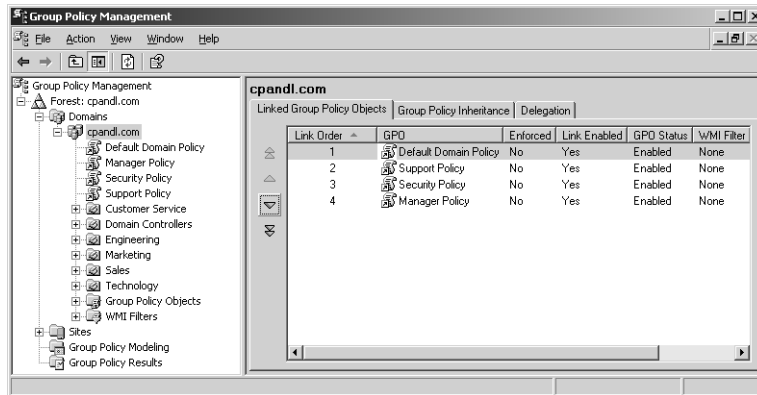 Group Policy Management
File Action View Window Help
Group Policy Management
Forest: cpandl.com
Domains
cpandl.com
Default Domain Policy
Manager Policy
Security Policy
Support Policy
Customer Service
Domain Controllers
Engineering
Marketing
Sales
Technology
Group Policy Objects
WMI Filters
Sites
Group Policy Modeling
Group Policy Results
cpandl.com
Linked Group Policy Objects Group Policy Inheritance Delegation
Link Order GPO Enforced Link Enabled GPO Status WMI Filter
1 Default Domain Policy No Yes Enabled None
2 Support Policy No Yes Enabled None
3 Security Policy No Yes Enabled None
4 Manager Policy No Yes Enabled None